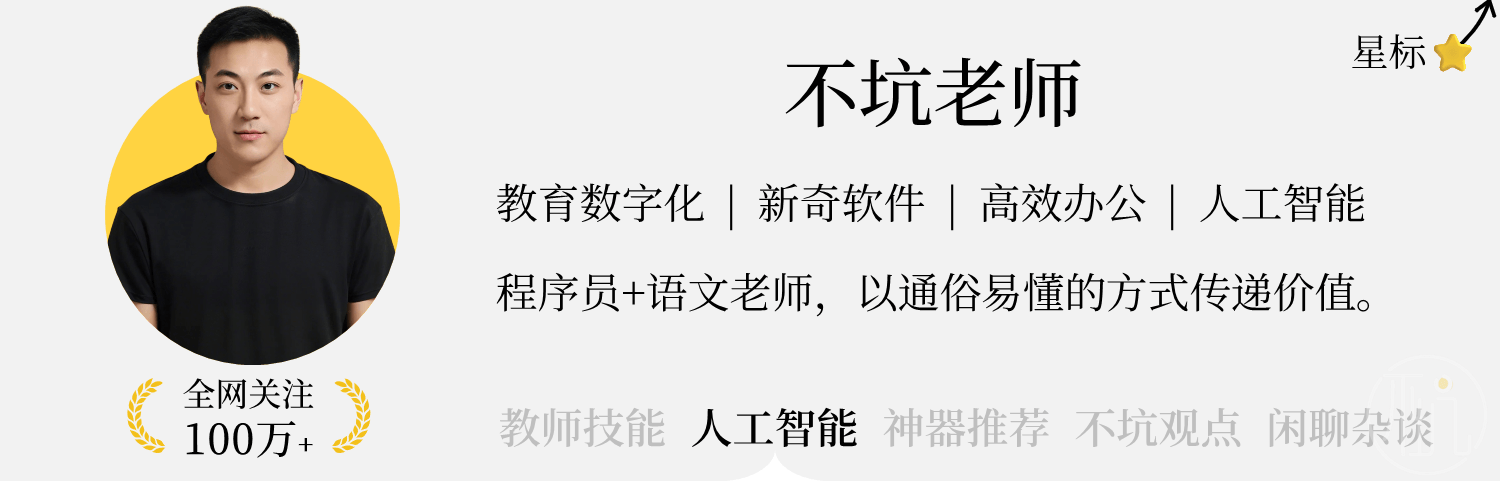 星标
不坑老师
教育数字化 | 新奇软件 | 高效办公 | 人工智能
程序员+语文老师，以通俗易懂的方式传递价值。
全网关注
100万+
教师技能 人工智能 神器推荐 不坑观点 闲聊杂谈